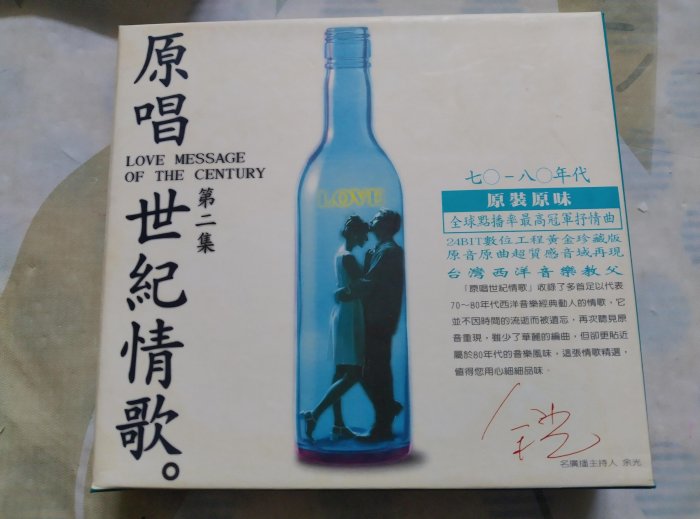 原唱世紀情歌。
LOVE MESSAGE
OF THE CENTURY
第二集
LOVE
七〇－八〇年代
原裝原味
全球點播率最高冠軍抒情曲
24BIT數位工程黃金珍藏版
原音原曲超質感音域再現
台灣西洋音樂教父
「原唱世紀情歌」收錄了多首足以代表
70～80年代西洋音樂經典動人的情歌，它
並不因時間的流逝而被遺忘，再次聽見原
音重現，雖少了華麗的編曲，但卻更貼近
屬於80年代的音樂風味，這張情歌精選，
值得您用心細細品味。
名廣播主持人 余光